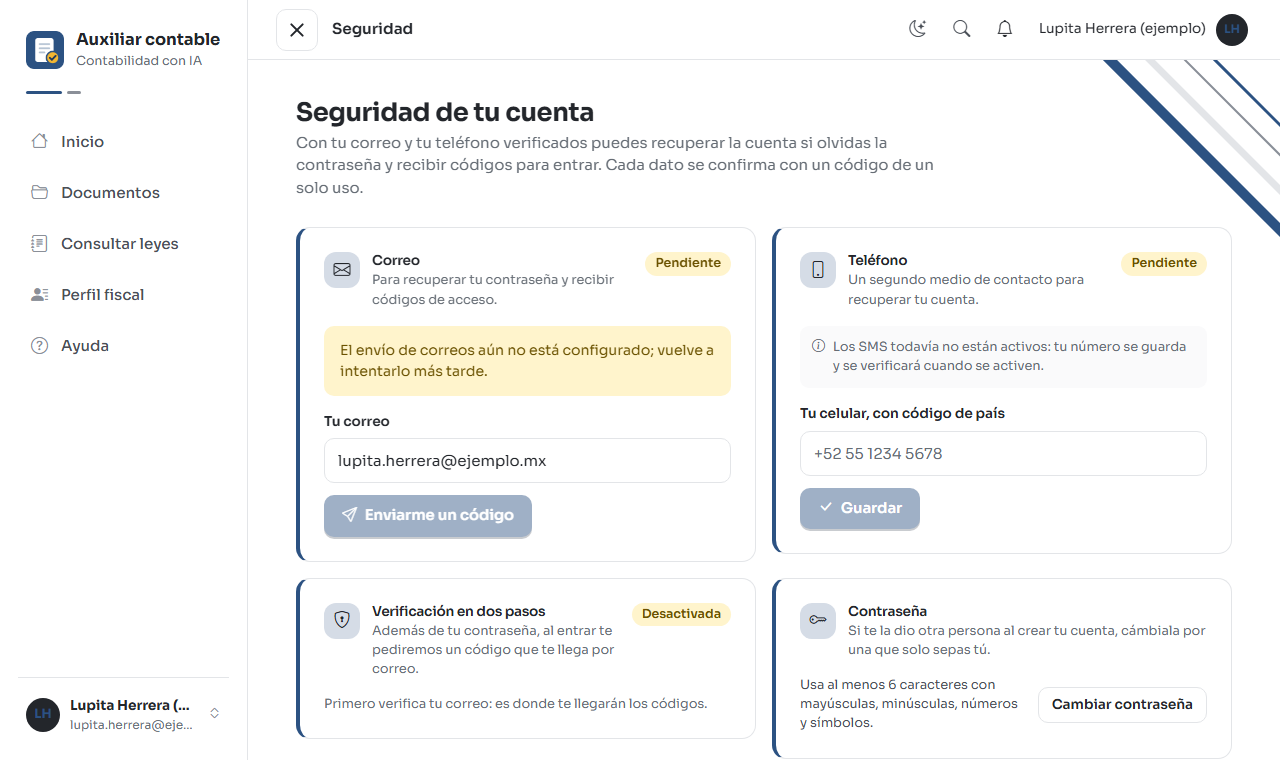 Auxiliar contable
Contabilidad con IA
Inicio
Documentos
Consultar leyes
Perfil fiscal
Ayuda
LH
Lupita Herrera (...
lupita.herrera@eje...
Seguridad
Lupita Herrera (ejemplo)
LH
Seguridad de tu cuenta
Con tu correo y tu teléfono verificados puedes recuperar la cuenta si olvidas la
contraseña y recibir códigos para entrar. Cada dato se confirma con un código de un
solo uso.
Correo
Pendiente
Para recuperar tu contraseña y recibir
códigos de acceso.
El envío de correos aún no está configurado; vuelve a
intentarlo más tarde.
Tu correo
lupita.herrera@ejemplo.mx
Enviarme un código
Teléfono
Pendiente
Un segundo medio de contacto para
recuperar tu cuenta.
Los SMS todavía no están activos: tu número se guarda
y se verificará cuando se activen.
Tu celular, con código de país
+52 55 1234 5678
Guardar
Verificación en dos pasos
Desactivada
Además de tu contraseña, al entrar te
pediremos un código que te llega por
correo.
Primero verifica tu correo: es donde te llegarán los códigos.
Contraseña
Si te la dio otra persona al crear tu cuenta, cámbiala por
una que solo sepas tú.
Usa al menos 6 caracteres con
mayúsculas, minúsculas, números
y símbolos.
Cambiar contraseña